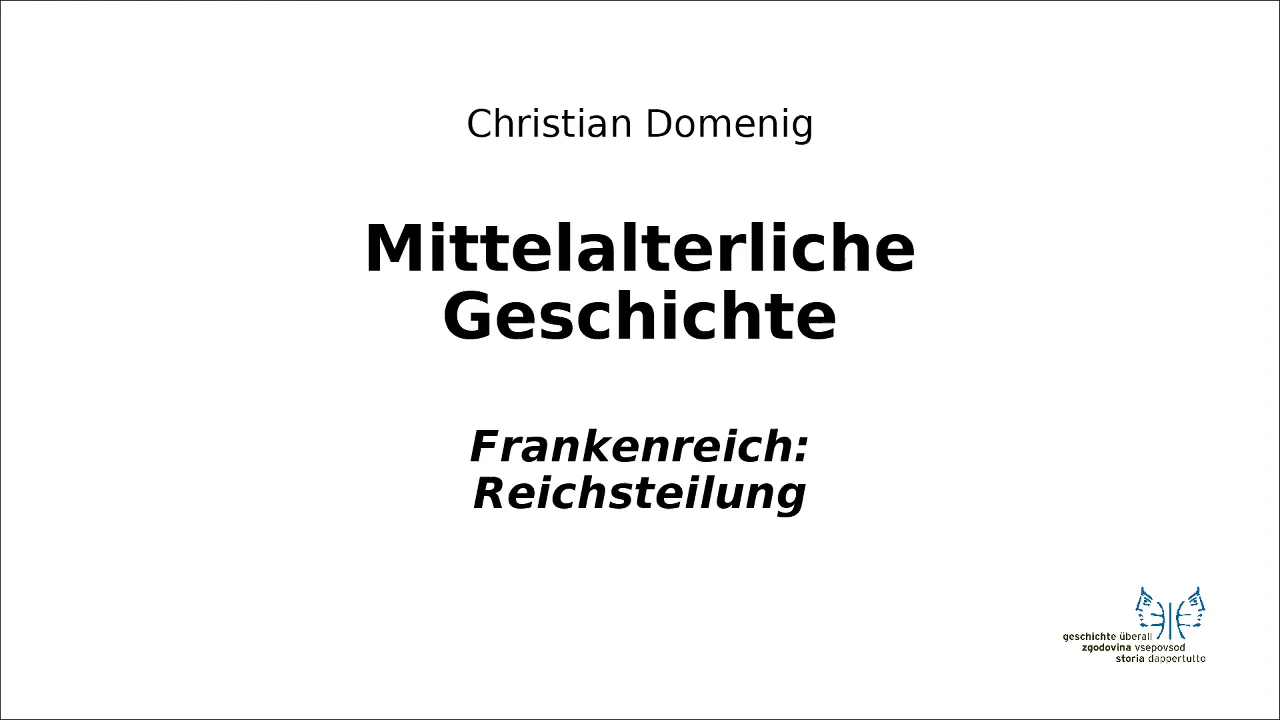 Christian Domenig
Mittelalterliche
Geschichte
Frankenreich:
Reichsteilung
geschichte überall
zgodovina vsepovsod
storia dappertutto